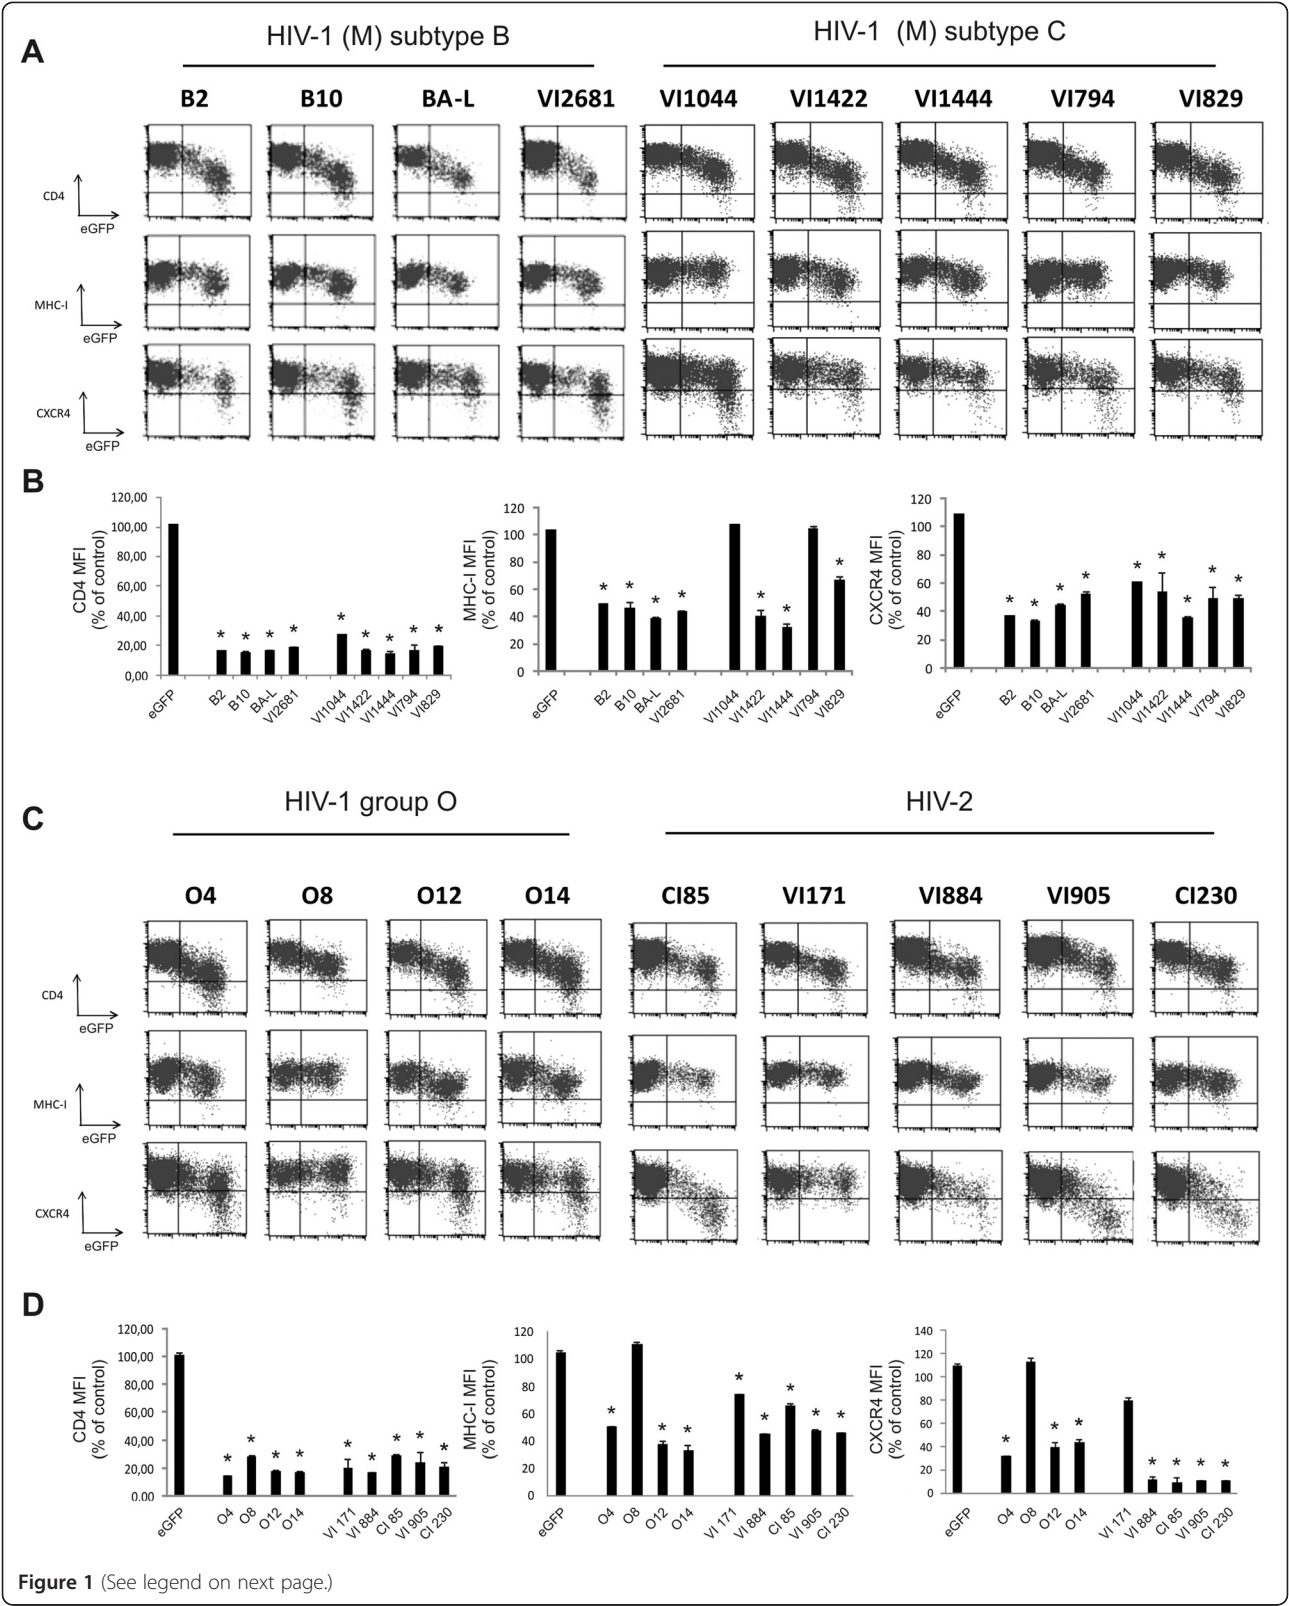 A
HIV-1 (M) subtype B
HIV-1 (M) subtype C
B2 B10 BA-L VI2681 VI1044 VI1422 VI1444 VI794 VI829
CD4
eGFP
MHC-I
eGFP
CXCR4
eGFP
B
CD4 MFI
(% of control)
120,00
100,00
80,00
60,00
40,00
20,00
0,00
* * * * * * * * *
eGFP B2 B10 BA-L VI2681 VI1044 VI1422 VI1444 VI794 VI829
MHC-I MFI
(% of control)
120
100
80
60
40
20
0
* * * * * * *
eGFP B2 B10 BA-L VI2681 VI1044 VI1422 VI1444 VI794 VI829
CXCR4 MFI
(% of control)
120
100
80
60
40
20
0
* * * * * * * * *
eGFP B2 B10 BA-L VI2681 VI1044 VI1422 VI1444 VI794 VI829
C
HIV-1 group O
HIV-2
O4 O8 O12 O14 CI85 VI171 VI884 VI905 CI230
CD4
eGFP
MHC-I
eGFP
CXCR4
eGFP
D
CD4 MFI
(% of control)
120,00
100,00
80,00
60,00
40,00
20,00
0.00
* * * * * * * * *
eGFP O4 O8 O12 O14 VI 171 VI 884 CI 85 VI 905 CI 230
MHC-I MFI
(% of control)
120
100
80
60
40
20
0
* * * * * * * *
eGFP O4 O8 O12 O14 VI 171 VI 884 CI 85 VI 905 CI 230
CXCR4 MFI
(% of control)
140
120
100
80
60
40
20
0
* * * * * * *
eGFP O4 O8 O12 O14 VI 171 VI 884 CI 85 VI 905 CI 230
Figure 1 (See legend on next page.)